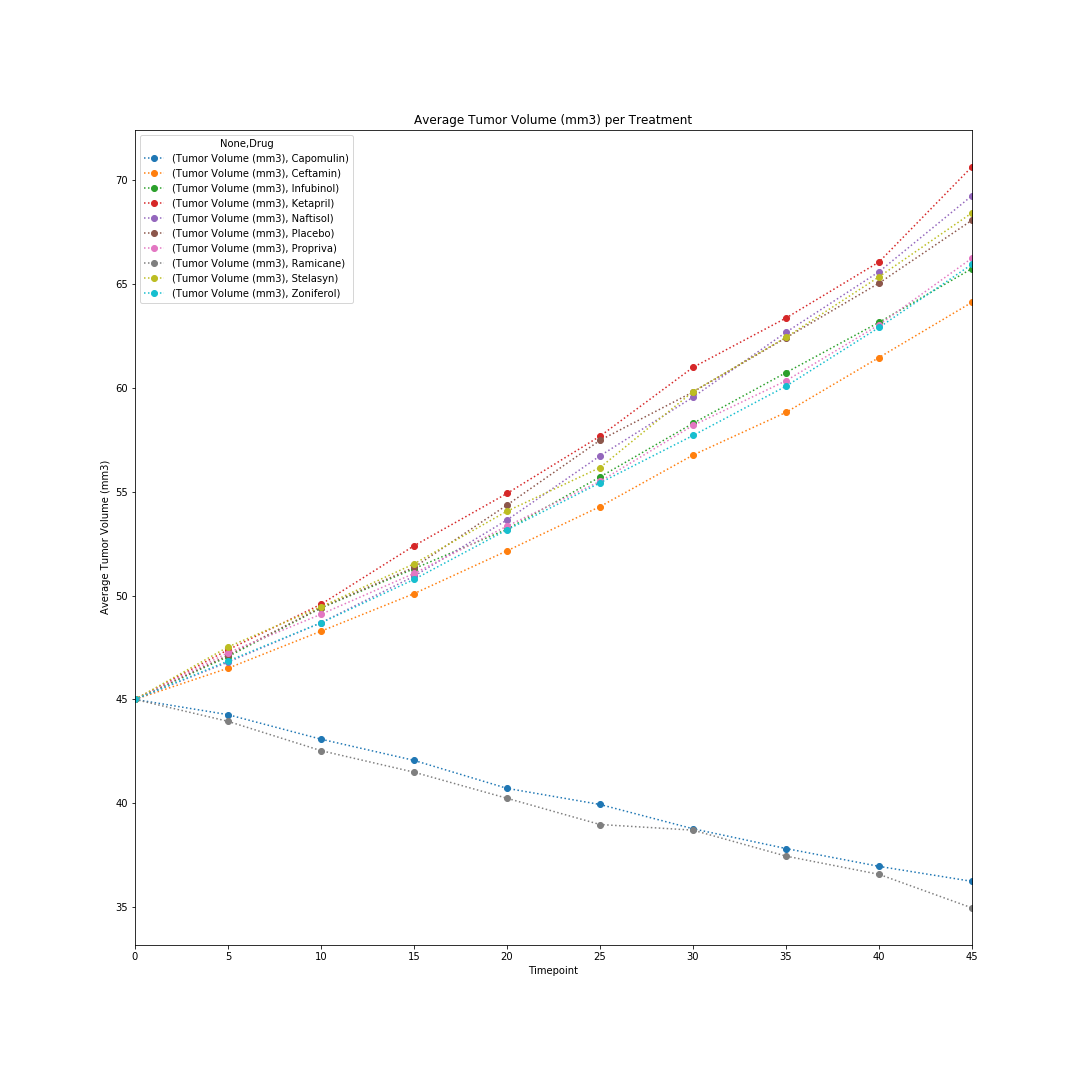 Average Tumor Volume (mm3) per Treatment
None,Drug
(Tumor Volume (mm3), Capomulin)
(Tumor Volume (mm3), Ceftamin)
(Tumor Volume (mm3), Infubinol)
(Tumor Volume (mm3), Ketapril)
(Tumor Volume (mm3), Naftisol)
(Tumor Volume (mm3), Placebo)
(Tumor Volume (mm3), Propriva)
(Tumor Volume (mm3), Ramicane)
(Tumor Volume (mm3), Stelasyn)
(Tumor Volume (mm3), Zoniferol)
70
65
60
55
50
45
40
35
Average Tumor Volume (mm3)
0 5 10 15 20 25 30 35 40 45
Timepoint